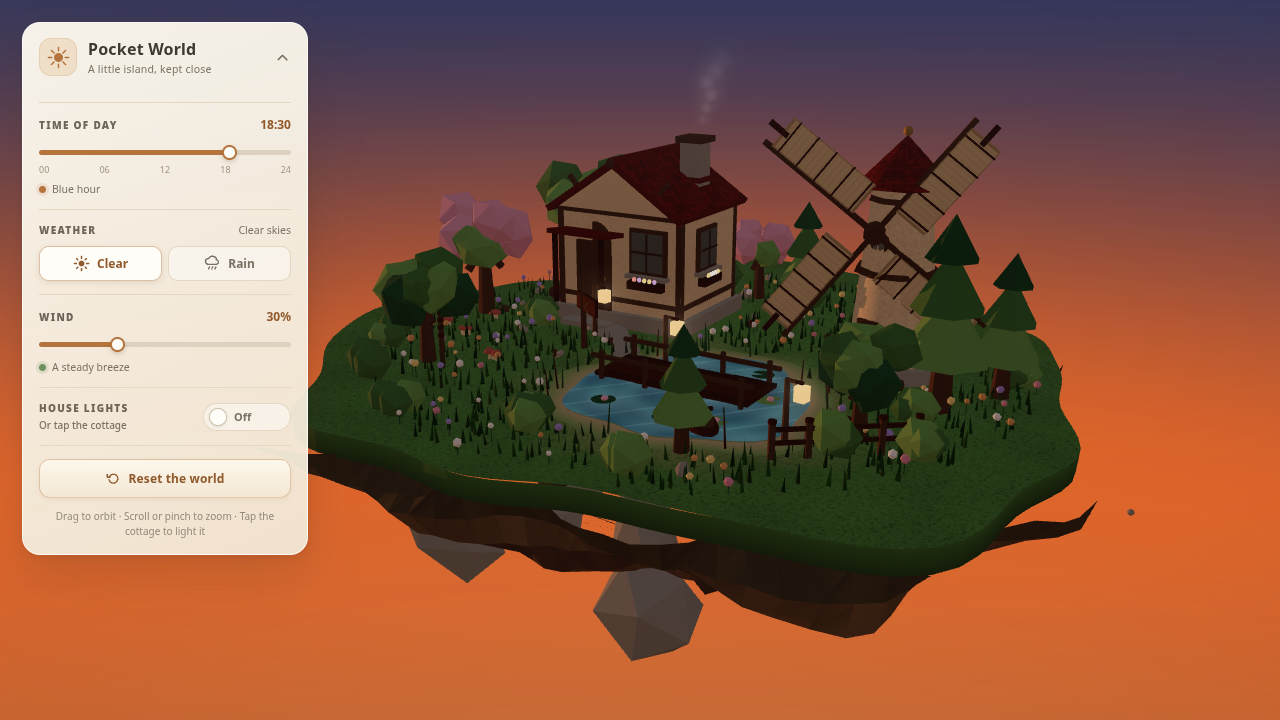 Pocket World
A little island, kept close
TIME OF DAY 18:30
00 06 12 18 24
Blue hour
WEATHER Clear skies
Clear Rain
WIND 30%
A steady breeze
HOUSE LIGHTS
Or tap the cottage
Off
Reset the world
Drag to orbit · Scroll or pinch to zoom · Tap the
cottage to light it